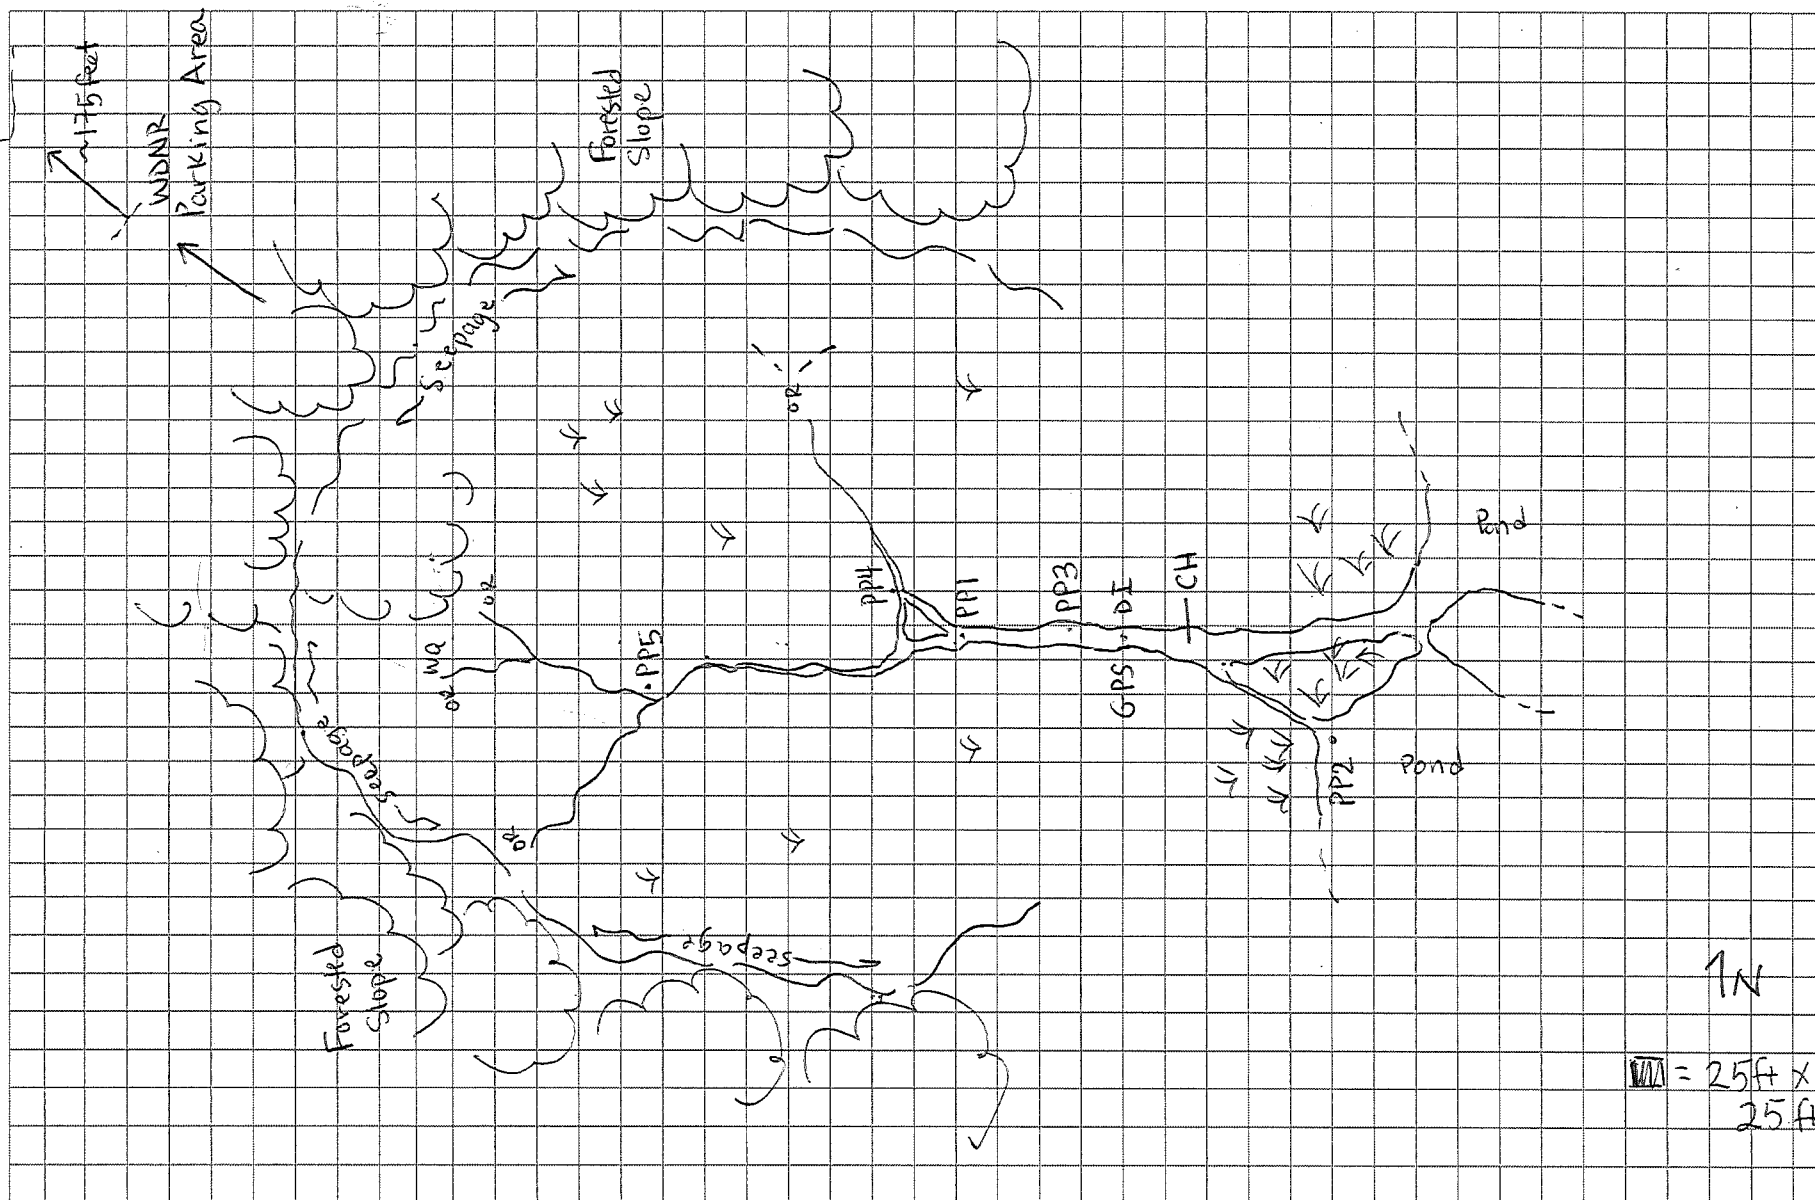 ~175 feet
WDNR
Parking Area
Forested
Slope
Seepage
OR
OR
OR
WQ
PP5
PP4
PP1
PP3
DI
CH
GPS
Pond
PP2
Pond
seepage
OR
seepage
Forested
Slope
N
= 25ft x
25ft